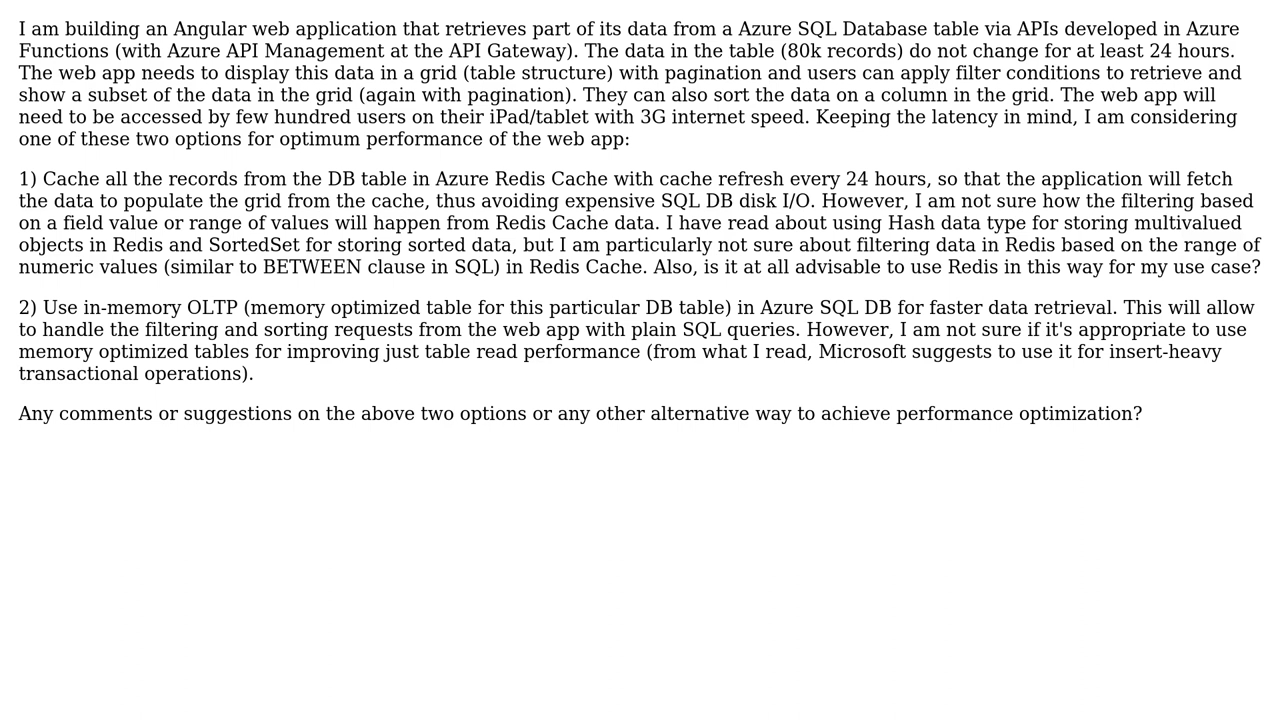 I am building an Angular web application that retrieves part of its data from a Azure SQL Database table via APIs developed in Azure
Functions (with Azure API Management at the API Gateway). The data in the table (80k records) do not change for at least 24 hours.
The web app needs to display this data in a grid (table structure) with pagination and users can apply filter conditions to retrieve and
show a subset of the data in the grid (again with pagination). They can also sort the data on a column in the grid. The web app will
need to be accessed by few hundred users on their iPad/tablet with 3G internet speed. Keeping the latency in mind, I am considering
one of these two options for optimum performance of the web app:
1) Cache all the records from the DB table in Azure Redis Cache with cache refresh every 24 hours, so that the application will fetch
the data to populate the grid from the cache, thus avoiding expensive SQL DB disk I/O. However, I am not sure how the filtering based
on a field value or range of values will happen from Redis Cache data. I have read about using Hash data type for storing multivalued
objects in Redis and SortedSet for storing sorted data, but I am particularly not sure about filtering data in Redis based on the range of
numeric values (similar to BETWEEN clause in SQL) in Redis Cache. Also, is it at all advisable to use Redis in this way for my use case?
2) Use in-memory OLTP (memory optimized table for this particular DB table) in Azure SQL DB for faster data retrieval. This will allow
to handle the filtering and sorting requests from the web app with plain SQL queries. However, I am not sure if it's appropriate to use
memory optimized tables for improving just table read performance (from what I read, Microsoft suggests to use it for insert-heavy
transactional operations).
Any comments or suggestions on the above two options or any other alternative way to achieve performance optimization?